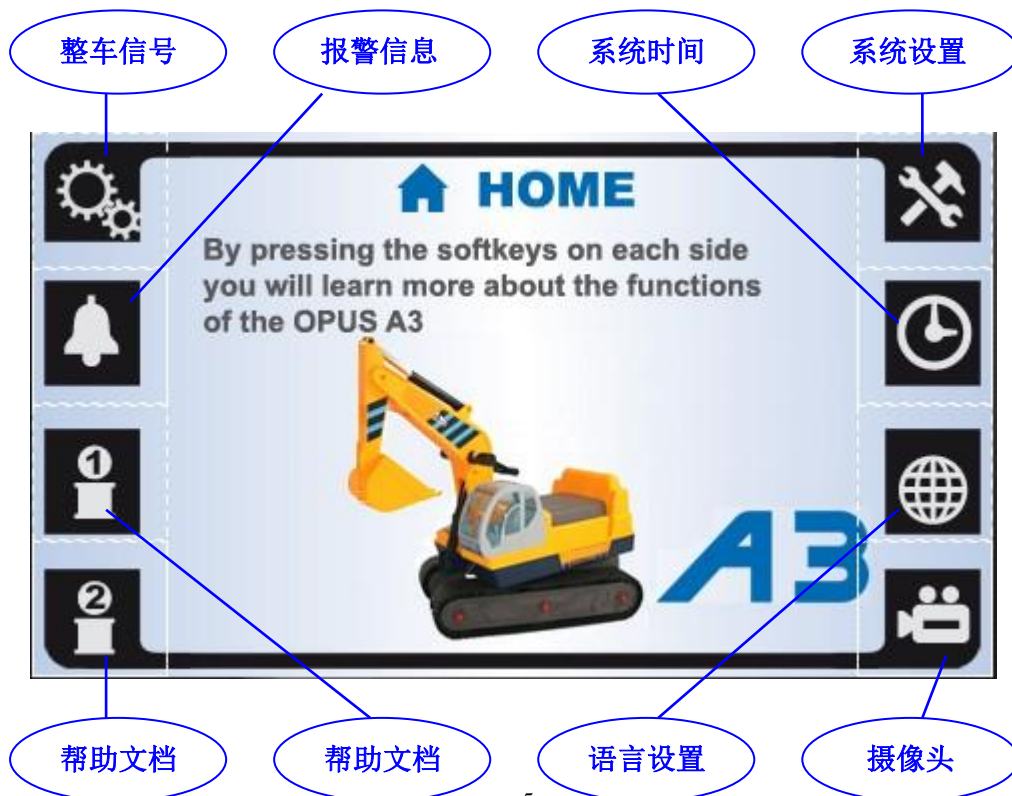 整车信号
报警信息
系统时间
系统设置
HOME
By pressing the softkeys on each side
you will learn more about the functions
of the OPUS A3
1
2
A3
帮助文档
帮助文档
语言设置
摄像头